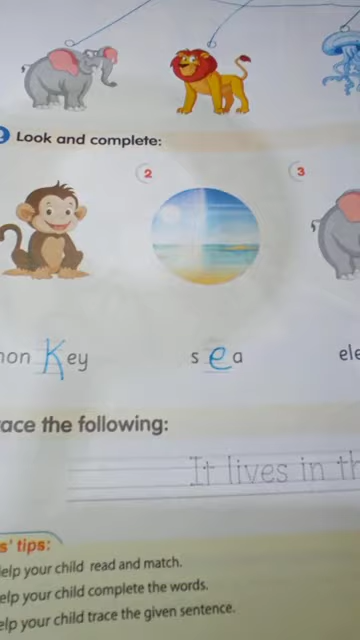 Look and complete:
2 3
mon Key s e a ele
ace the following:
It lives in th
s' tips:
elp your child read and match.
elp your child complete the words.
elp your child trace the given sentence.